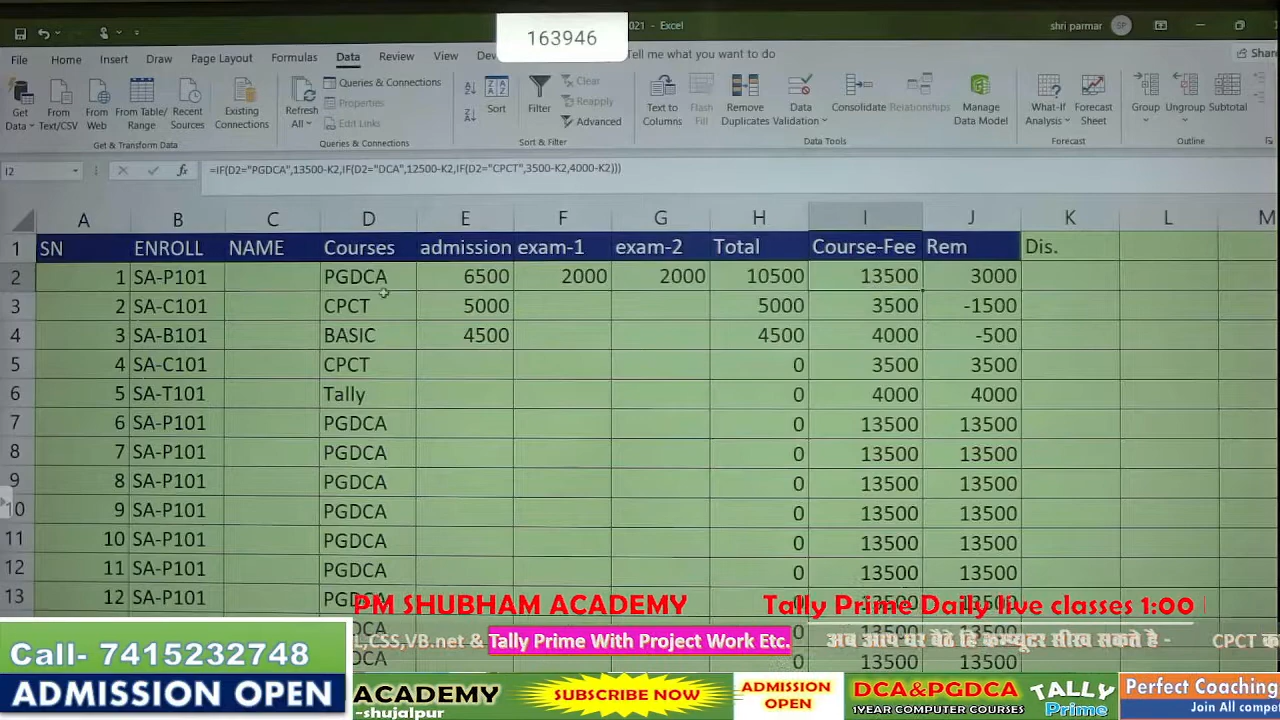 163946
021 - Excel
shri parmar SP
File Home Insert Draw Page Layout Formulas Data Review View Tell me what you want to do Share
Get Data From Text/CSV From Web From Table/Range Recent Sources Existing Connections
Refresh All Queries & Connections Properties Edit Links
Sort Filter Clear Reapply Advanced
Text to Columns Flash Fill Remove Duplicates Data Validation Consolidate Relationships Manage Data Model
What-If Analysis Forecast Sheet Group Ungroup Subtotal
Get & Transform Data Queries & Connections Sort & Filter Data Tools Forecast Outline
I2 fx =IF(D2="PGDCA",13500-K2,IF(D2="DCA",12500-K2,IF(D2="CPCT",3500-K2,4000-K2)))
A B C D E F G H I J K L M
1 SN ENROLL NAME Courses admission exam-1 exam-2 Total Course-Fee Rem Dis.
2 1 SA-P101 PGDCA 6500 2000 2000 10500 13500 3000
3 2 SA-C101 CPCT 5000 5000 3500 -1500
4 3 SA-B101 BASIC 4500 4500 4000 -500
5 4 SA-C101 CPCT 0 3500 3500
6 5 SA-T101 Tally 0 4000 4000
7 6 SA-P101 PGDCA 0 13500 13500
8 7 SA-P101 PGDCA 0 13500 13500
9 8 SA-P101 PGDCA 0 13500 13500
10 9 SA-P101 PGDCA 0 13500 13500
11 10 SA-P101 PGDCA 0 13500 13500
12 11 SA-P101 PGDCA 0 13500 13500
13 12 SA-P101
PM SHUBHAM ACADEMY Tally Prime Daily live classes 1:00
L,CSS,VB.net & Tally Prime With Project Work Etc. अब आप घर बैठे हि कम्प्यूटर सीख सकते है - CPCT
13500 13500
Call- 7415232748
ADMISSION OPEN
ACADEMY
-shujalpur
SUBSCRIBE NOW
ADMISSION OPEN
DCA&PGDCA
1YEAR COMPUTER COURSES
TALLY
Prime
Perfect Coaching
Join All compe